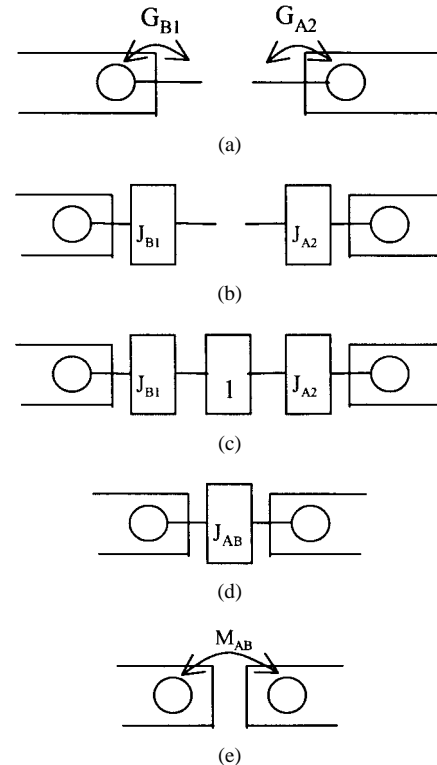 G_B1 G_A2
(a)
J_B1 J_A2
(b)
J_B1 1 J_A2
(c)
J_AB
(d)
M_AB
(e)